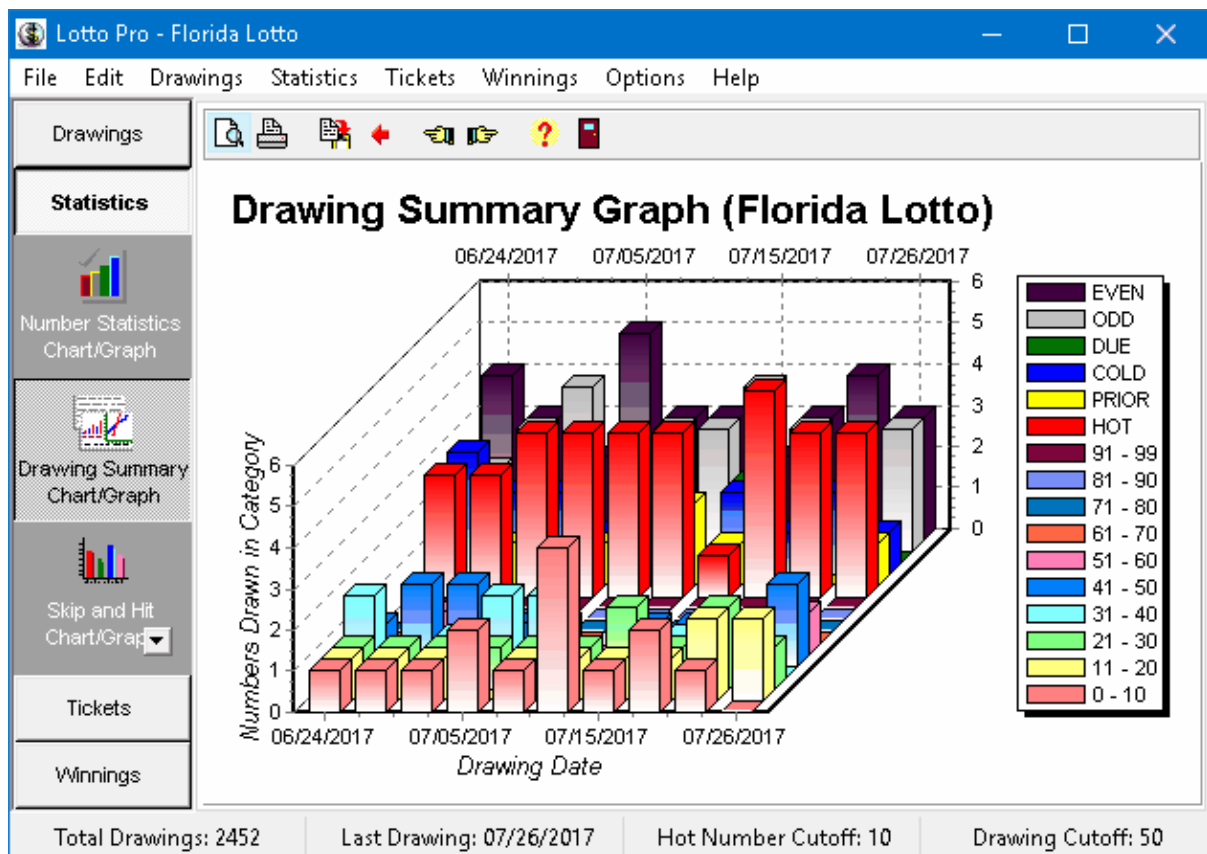 Lotto Pro - Florida Lotto
File Edit Drawings Statistics Tickets Winnings Options Help
Drawings
Statistics
Number Statistics
Chart/Graph
Drawing Summary
Chart/Graph
Skip and Hit
Chart/Grap
Tickets
Winnings
Drawing Summary Graph (Florida Lotto)
06/24/2017 07/05/2017 07/15/2017 07/26/2017
6
5
4
3
2
1
0
Numbers Drawn in Category
6
5
4
3
2
1
0
06/24/2017 07/05/2017 07/15/2017 07/26/2017
Drawing Date
EVEN
ODD
DUE
COLD
PRIOR
HOT
91 - 99
81 - 90
71 - 80
61 - 70
51 - 60
41 - 50
31 - 40
21 - 30
11 - 20
0 - 10
Total Drawings: 2452 Last Drawing: 07/26/2017 Hot Number Cutoff: 10 Drawing Cutoff: 50